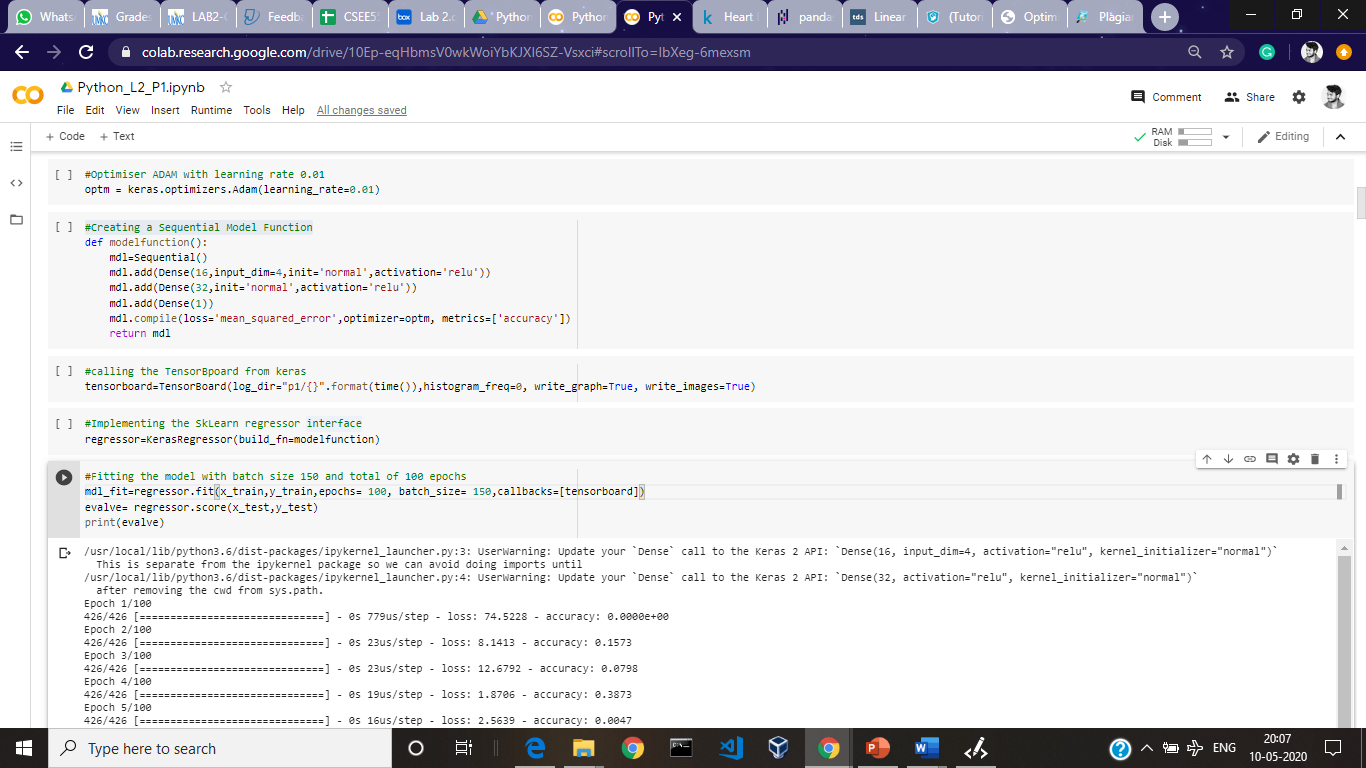 Whats
Grades
LAB2-
Feedb
CSEE5
Lab 2.c
Python
Python
Pyt
Heart
panda
Linear
(Tutor
Optim
Plagiar
colab.research.google.com/drive/10Ep-eqHbmsV0wkWoiYbKJXI6SZ-Vsxci#scrollTo=IbXeg-6mexsm
Python_L2_P1.ipynb
File Edit View Insert Runtime Tools Help All changes saved
Comment Share
+ Code + Text
RAM
Disk
Editing
[ ] #Optimiser ADAM with learning rate 0.01
optm = keras.optimizers.Adam(learning_rate=0.01)
[ ] #Creating a Sequential Model Function
def modelfunction():
    mdl=Sequential()
    mdl.add(Dense(16,input_dim=4,init='normal',activation='relu'))
    mdl.add(Dense(32,init='normal',activation='relu'))
    mdl.add(Dense(1))
    mdl.compile(loss='mean_squared_error',optimizer=optm, metrics=['accuracy'])
    return mdl
[ ] #calling the TensorBpoard from keras
tensorboard=TensorBoard(log_dir="p1/{}".format(time()),histogram_freq=0, write_graph=True, write_images=True)
[ ] #Implementing the SkLearn regressor interface
regressor=KerasRegressor(build_fn=modelfunction)
#Fitting the model with batch size 150 and total of 100 epochs
mdl_fit=regressor.fit(x_train,y_train,epochs= 100, batch_size= 150,callbacks=[tensorboard])
evalve= regressor.score(x_test,y_test)
print(evalve)
/usr/local/lib/python3.6/dist-packages/ipykernel_launcher.py:3: UserWarning: Update your `Dense` call to the Keras 2 API: `Dense(16, input_dim=4, activation="relu", kernel_initializer="normal")`
  This is separate from the ipykernel package so we can avoid doing imports until
/usr/local/lib/python3.6/dist-packages/ipykernel_launcher.py:4: UserWarning: Update your `Dense` call to the Keras 2 API: `Dense(32, activation="relu", kernel_initializer="normal")`
  after removing the cwd from sys.path.
Epoch 1/100
426/426 [==============================] - 0s 779us/step - loss: 74.5228 - accuracy: 0.0000e+00
Epoch 2/100
426/426 [==============================] - 0s 23us/step - loss: 8.1413 - accuracy: 0.1573
Epoch 3/100
426/426 [==============================] - 0s 23us/step - loss: 12.6792 - accuracy: 0.0798
Epoch 4/100
426/426 [==============================] - 0s 19us/step - loss: 1.8706 - accuracy: 0.3873
Epoch 5/100
426/426 [==============================] - 0s 16us/step - loss: 2.5639 - accuracy: 0.0047
Type here to search
ENG
20:07
10-05-2020